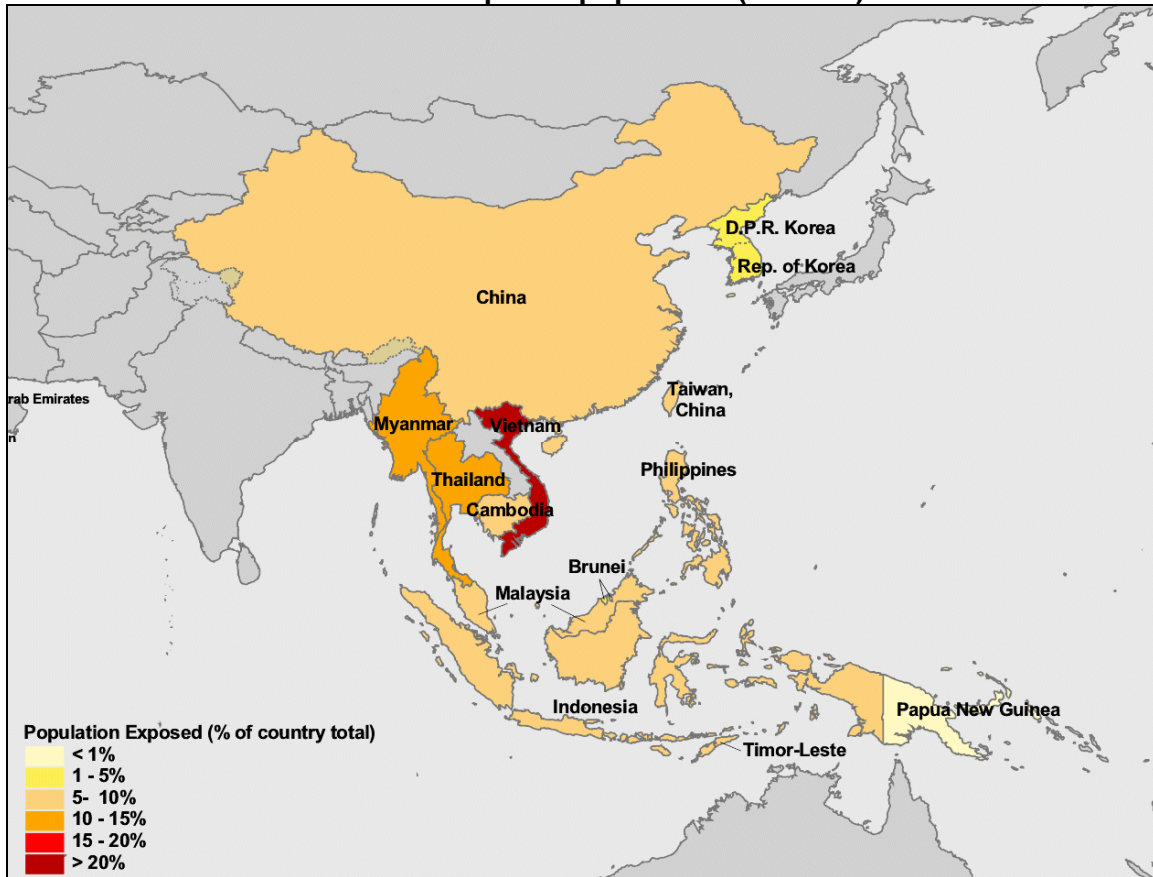 D.P.R. Korea
Rep. of Korea
China
Taiwan,
China
rab Emirates
n
Myanmar
Vietnam
Philippines
Thailand
Cambodia
Brunei
Malaysia
Indonesia
Papua New Guinea
Timor-Leste
Population Exposed (% of country total)
< 1%
1 - 5%
5- 10%
10 - 15%
15 - 20%
> 20%